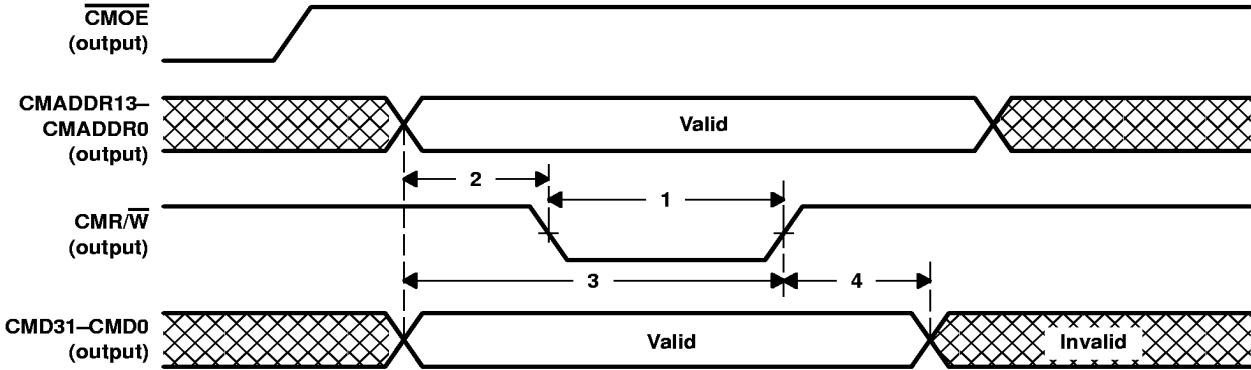 CMOE
(output)
CMADDR13–
CMADDR0
(output)
Valid
2
1
CMR/W
(output)
3
4
CMD31–CMD0
(output)
Valid
Invalid